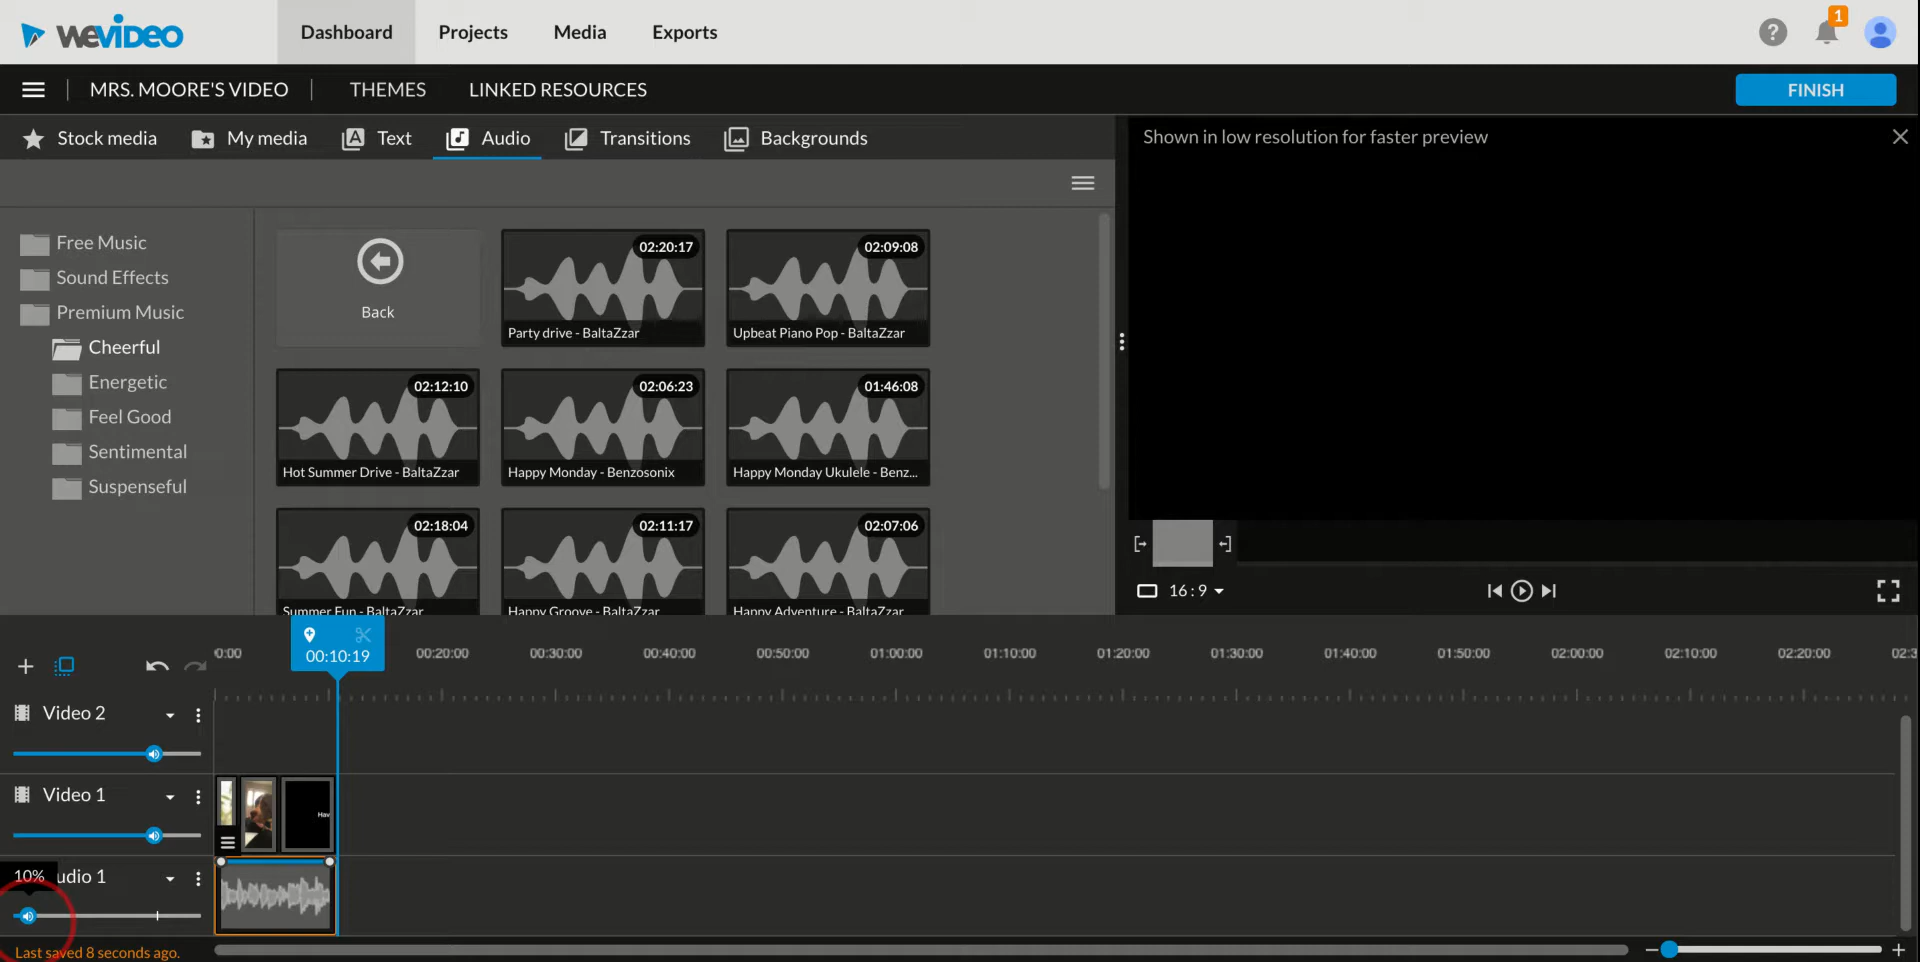 WEVIDEO
Dashboard
Projects
Media
Exports
?
1
MRS. MOORE'S VIDEO
THEMES
LINKED RESOURCES
FINISH
Stock media
My media
A Text
Audio
Transitions
Backgrounds
Shown in low resolution for faster preview
Free Music
Sound Effects
Premium Music
Cheerful
Energetic
Feel Good
Sentimental
Suspenseful
Back
02:20:17
Party drive - BaltaZzar
02:09:08
Upbeat Piano Pop - BaltaZzar
02:12:10
Hot Summer Drive - BaltaZzar
02:06:23
Happy Monday - Benzosonix
01:46:08
Happy Monday Ukulele - Benz...
02:18:04
Summer Fun - BaltaZzar
02:11:17
Happy Groove - BaltaZzar
02:07:06
Happy Adventure - BaltaZzar
16:9
0:00
00:10:19
00:20:00
00:30:00
00:40:00
00:50:00
01:00:00
01:10:00
01:20:00
01:30:00
01:40:00
01:50:00
02:00:00
02:10:00
02:20:00
02:3
Video 2
Video 1
Hav
10%
udio 1
Last saved 8 seconds ago.